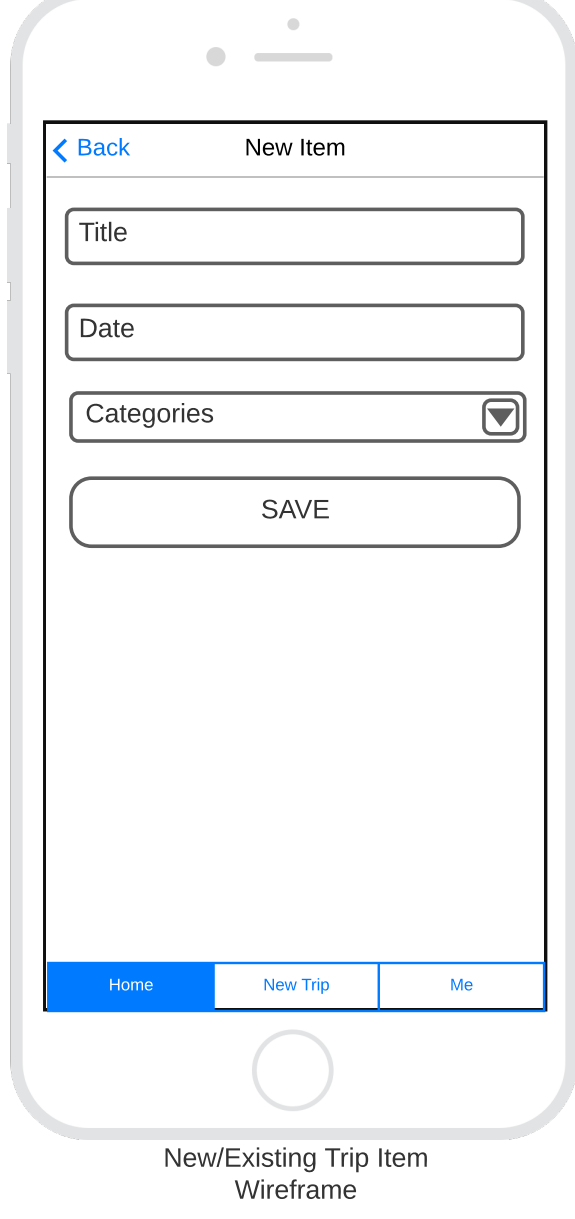 Back New Item
Title
Date
Categories
SAVE
Home New Trip Me
New/Existing Trip Item
Wireframe